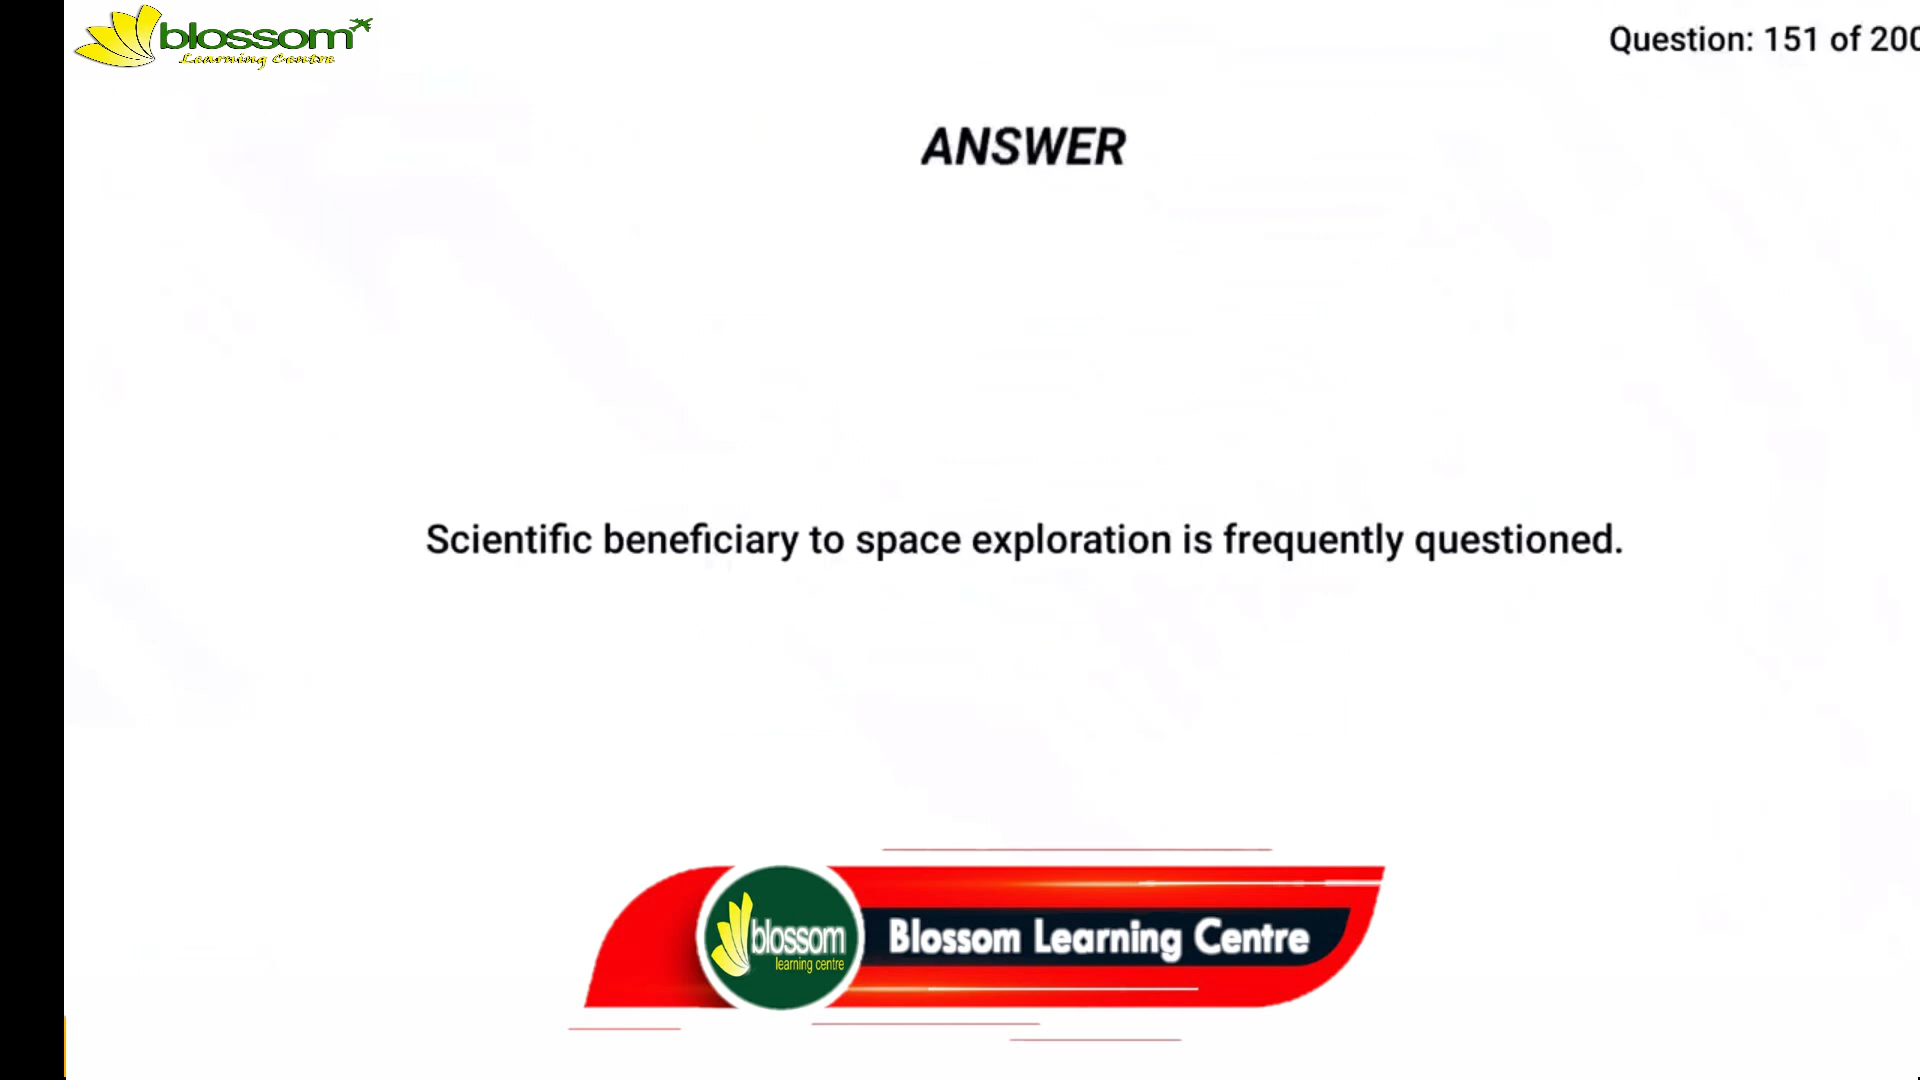 blossom
Learning Centre
Question: 151 of 200
ANSWER
Scientific beneficiary to space exploration is frequently questioned.
blossom
learning centre
Blossom Learning Centre